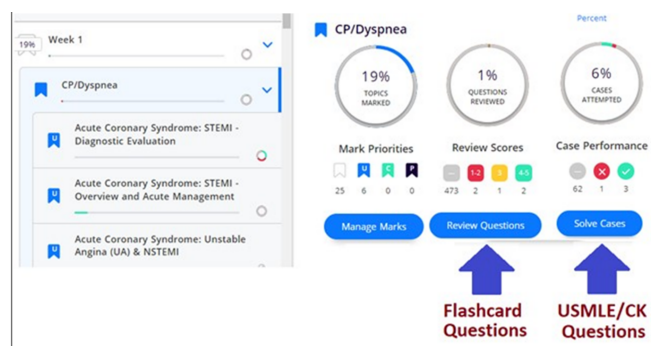 19%
Week 1
CP/Dyspnea
U
Acute Coronary Syndrome: STEMI -
Diagnostic Evaluation
U
Acute Coronary Syndrome: STEMI -
Overview and Acute Management
U
Acute Coronary Syndrome: Unstable
Angina (UA) & NSTEMI
Percent
CP/Dyspnea
19%
TOPICS
MARKED
1%
QUESTIONS
REVIEWED
6%
CASES
ATTEMPTED
Mark Priorities
Review Scores
Case Performance
U C P
1-2 3 4-5
25 6 0 0
473 2 1 2
62 1 3
Manage Marks
Review Questions
Solve Cases
Flashcard
Questions
USMLE/CK
Questions